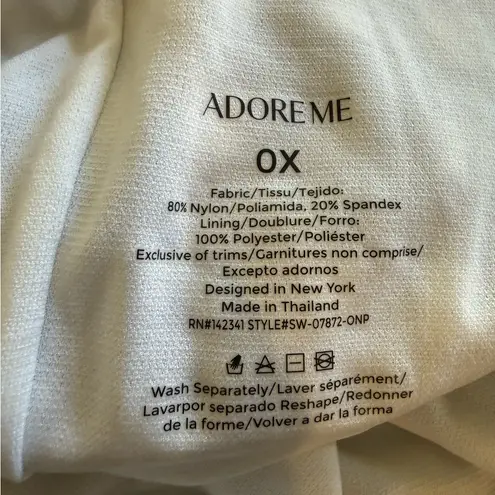 ADORE ME
0X
Fabric/Tissu/Tejido:
80% Nylon/Poliamida, 20% Spandex
Lining/Doublure/Forro:
100% Polyester/Poliéster
Exclusive of trims/Garnitures non comprise/
Excepto adornos
Designed in New York
Made in Thailand
RN#142341 STYLE#SW-07872-ONP
Wash Separately/Laver séparément/
Lavarpor separado Reshape/Redonner
de la forme/Volver a dar la forma